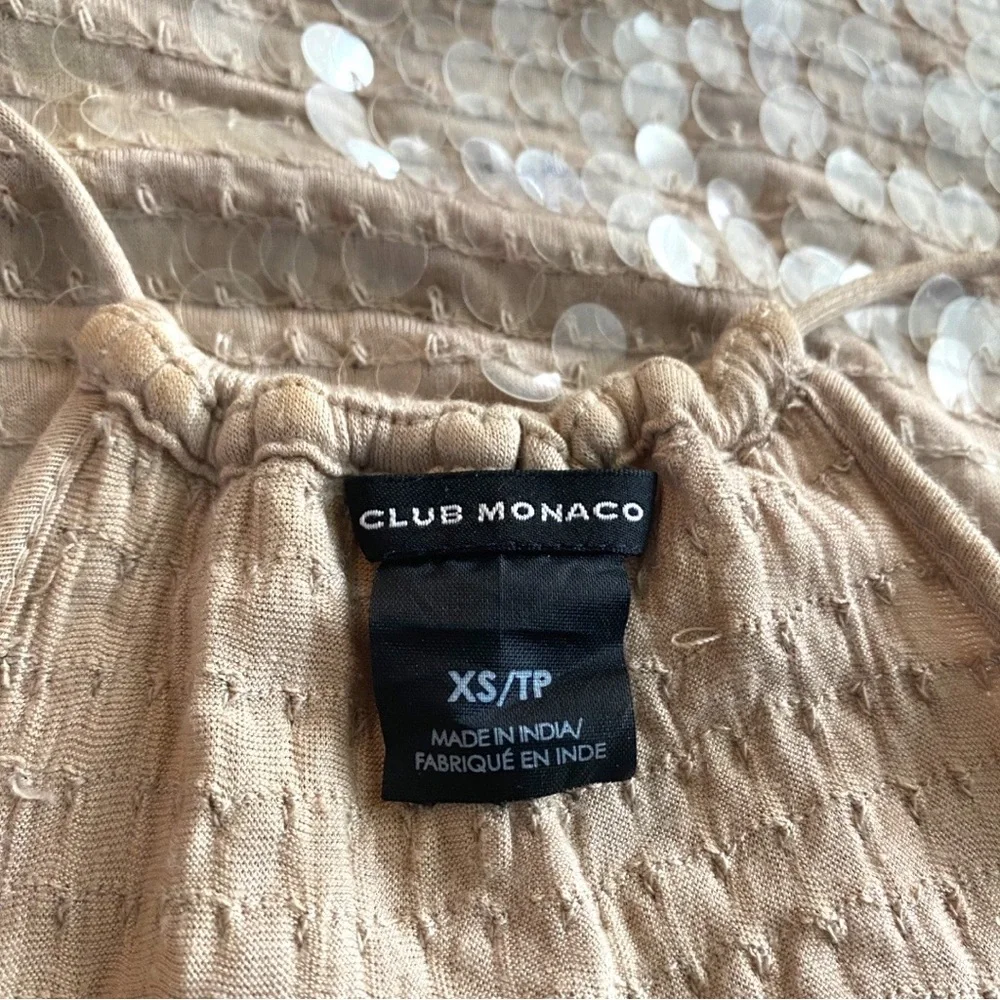 CLUB MONACO
XS/TP
MADE IN INDIA/
FABRIQUÉ EN INDE